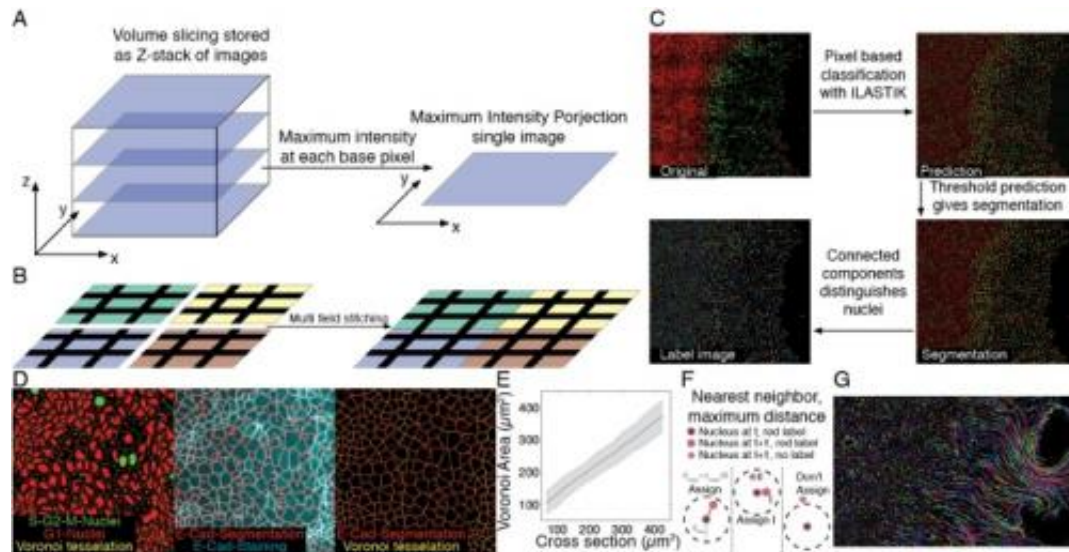 A
Volume slicing stored
as Z-stack of images
Maximum intensity
at each base pixel
Maximum Intensity Porjection
single image
z
y
x
y
x
B
Multi field stitching
C
Original
Pixel based
classification
with ILASTIK
Prediction
Threshold prediction
gives segmentation
Segmentation
Connected
components
distinguishes
nuclei
Label image
D
S-G2-M-Nuclei
G1-Nuclei
Voronoi tesselation
E-Cad-Segmentation
E-Cad-Staining
E-Cad-Segmentation
Voronoi tesselation
E
Voronoi Area (μm²)
400
300
200
100
100
200
300
400
Cross section (μm²)
F
Nearest neighbor,
maximum distance
Nucleus at t, red label
Nucleus at t+1, red label
Nucleus at t+1, no label
Assign
Assign
Don't
Assign
G